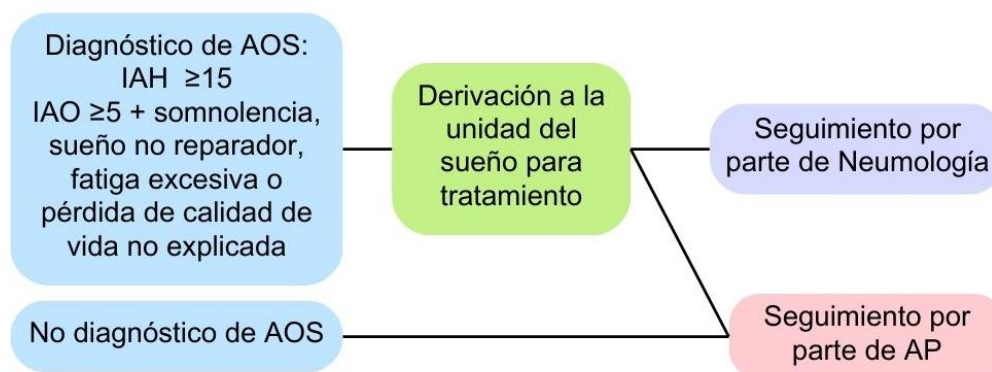 Diagnóstico de AOS:
IAH ≥15
IAO ≥5 + somnolencia,
sueño no reparador,
fatiga excesiva o
pérdida de calidad de
vida no explicada
Derivación a la
unidad del
sueño para
tratamiento
Seguimiento por
parte de Neumología
No diagnóstico de AOS
Seguimiento por
parte de AP